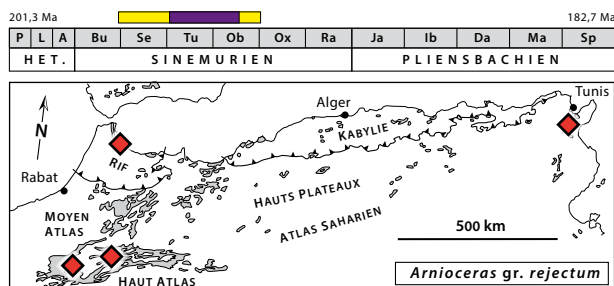 201,3 Ma 182,7 Ma
P L A Bu Se Tu Ob Ox Ra Ja Ib Da Ma Sp
HET. SINEMURIEN PLIENSBACHIEN
Tunis
Alger
N
KABYLIE
RIF
Rabat
HAUTS PLATEAUX
MOYEN
ATLAS
ATLAS SAHARIEN
500 km
HAUT ATLAS
Arnioceras gr. rejectum